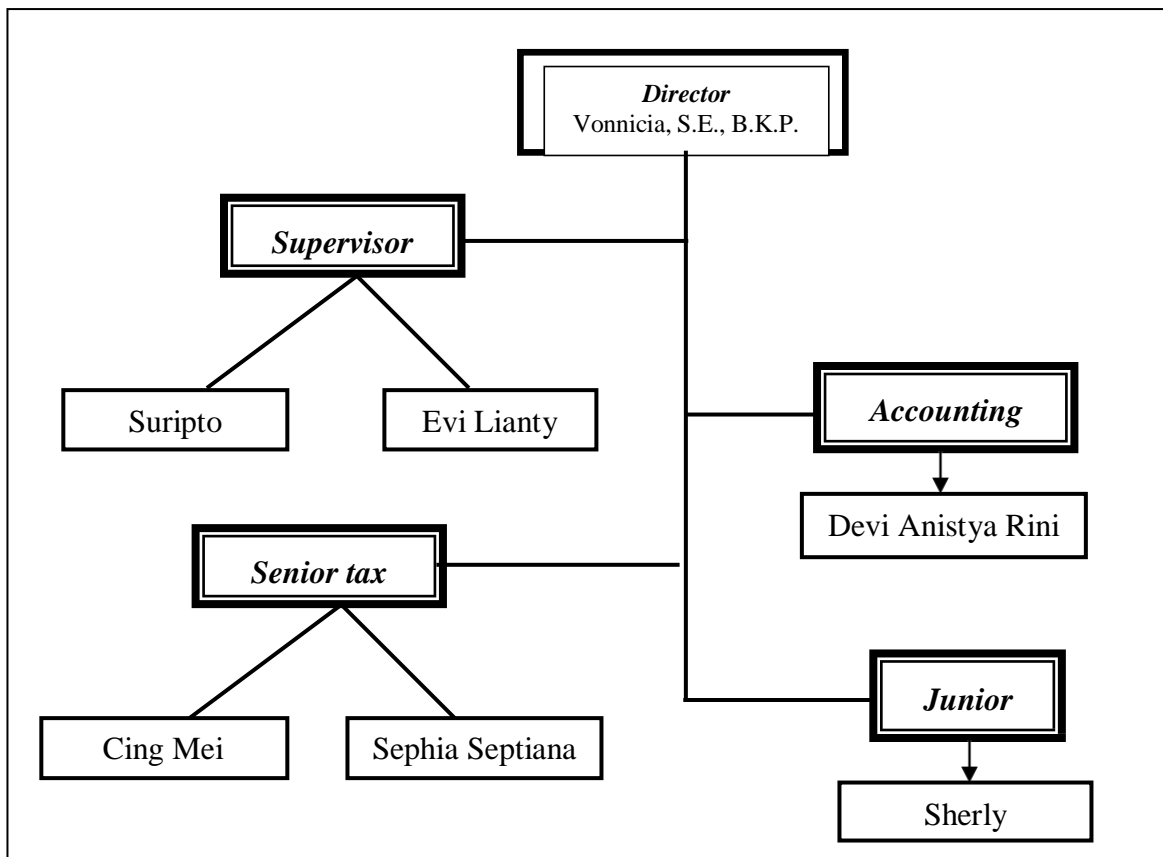 Director
Vonnicia, S.E., B.K.P.
Supervisor
Suripto
Evi Lianty
Accounting
Devi Anistya Rini
Senior tax
Cing Mei
Sephia Septiana
Junior
Sherly